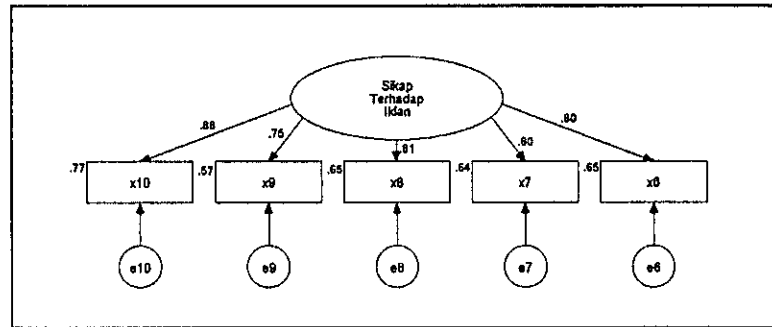 Sikap
Terhadap
Iklan
.88
.75
.81
.80
.80
.77
x10
.57
x9
.65
x8
.64
x7
.65
x6
e10
e9
e8
e7
e6